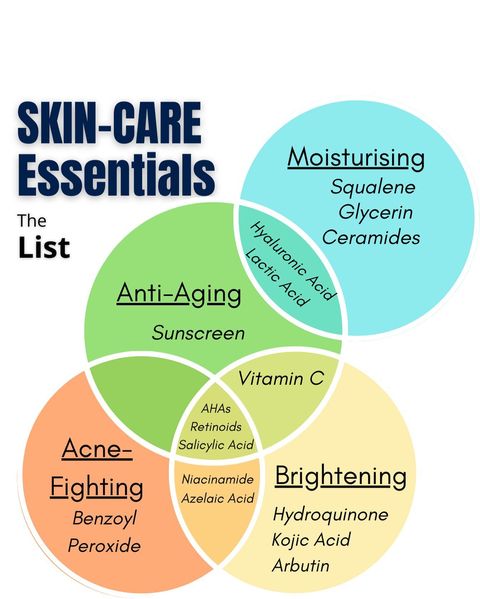 SKIN-CARE
Essentials
The
List
Moisturising
Squalene
Glycerin
Ceramides
Hyaluronic Acid
Lactic Acid
Anti-Aging
Sunscreen
Vitamin C
AHAs
Retinoids
Salicylic Acid
Acne-
Fighting
Benzoyl
Peroxide
Niacinamide
Azelaic Acid
Brightening
Hydroquinone
Kojic Acid
Arbutin